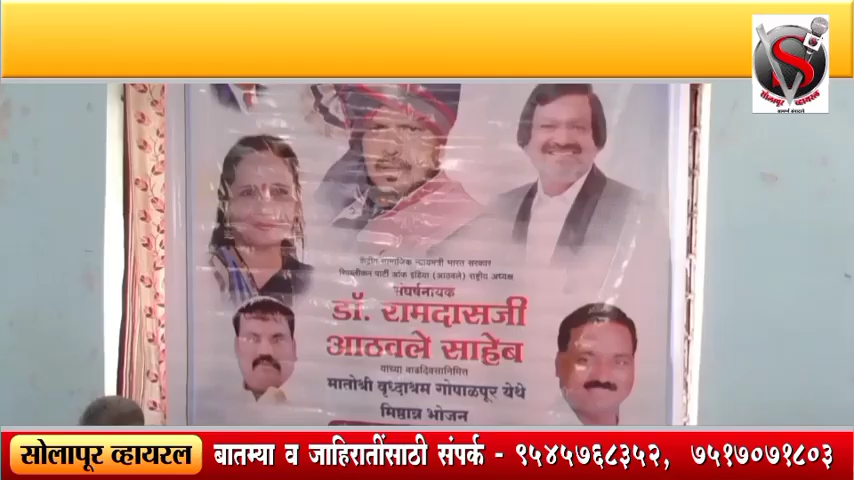 सोलापूर व्हायरल
केंद्रीय सामाजिक न्यायमंत्री भारत सरकार
रिपब्लीकन पार्टी ऑफ इंडिया (आठवले) राष्ट्रीय अध्यक्ष
संघर्षनायक
डॉ. रामदासजी
आठवले साहेब
यांच्या वाढदिवसानिमित्त
मातोश्री वृध्दाश्रम गोपाळपूर येथे
मिष्ठान्न भोजन
सोलापूर व्हायरल बातम्या व जाहिरातींसाठी संपर्क - ९५४५७६८३५२, ७५१७०७१८०३